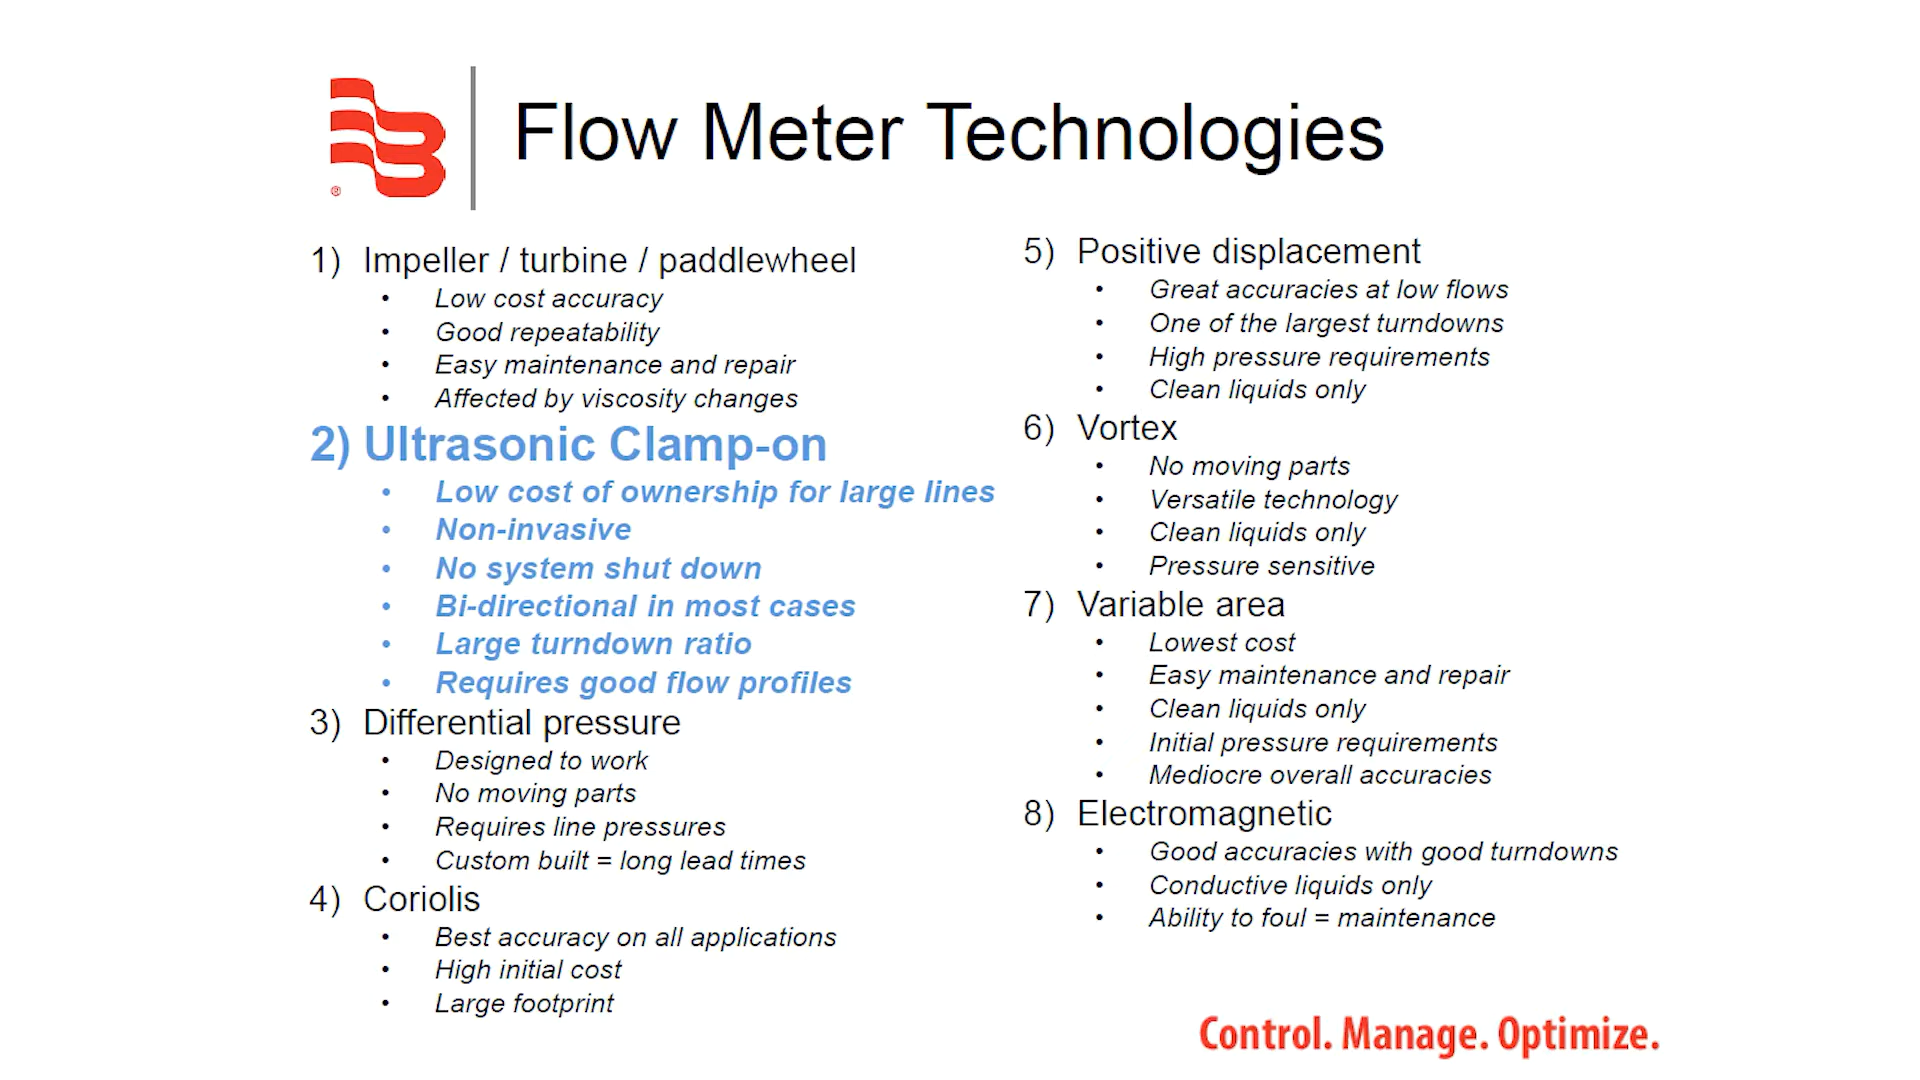 Flow Meter Technologies
®
1) Impeller / turbine / paddlewheel
• Low cost accuracy
• Good repeatability
• Easy maintenance and repair
• Affected by viscosity changes
2) Ultrasonic Clamp-on
• Low cost of ownership for large lines
• Non-invasive
• No system shut down
• Bi-directional in most cases
• Large turndown ratio
• Requires good flow profiles
3) Differential pressure
• Designed to work
• No moving parts
• Requires line pressures
• Custom built = long lead times
4) Coriolis
• Best accuracy on all applications
• High initial cost
• Large footprint
5) Positive displacement
• Great accuracies at low flows
• One of the largest turndowns
• High pressure requirements
• Clean liquids only
6) Vortex
• No moving parts
• Versatile technology
• Clean liquids only
• Pressure sensitive
7) Variable area
• Lowest cost
• Easy maintenance and repair
• Clean liquids only
• Initial pressure requirements
• Mediocre overall accuracies
8) Electromagnetic
• Good accuracies with good turndowns
• Conductive liquids only
• Ability to foul = maintenance
Control. Manage. Optimize.